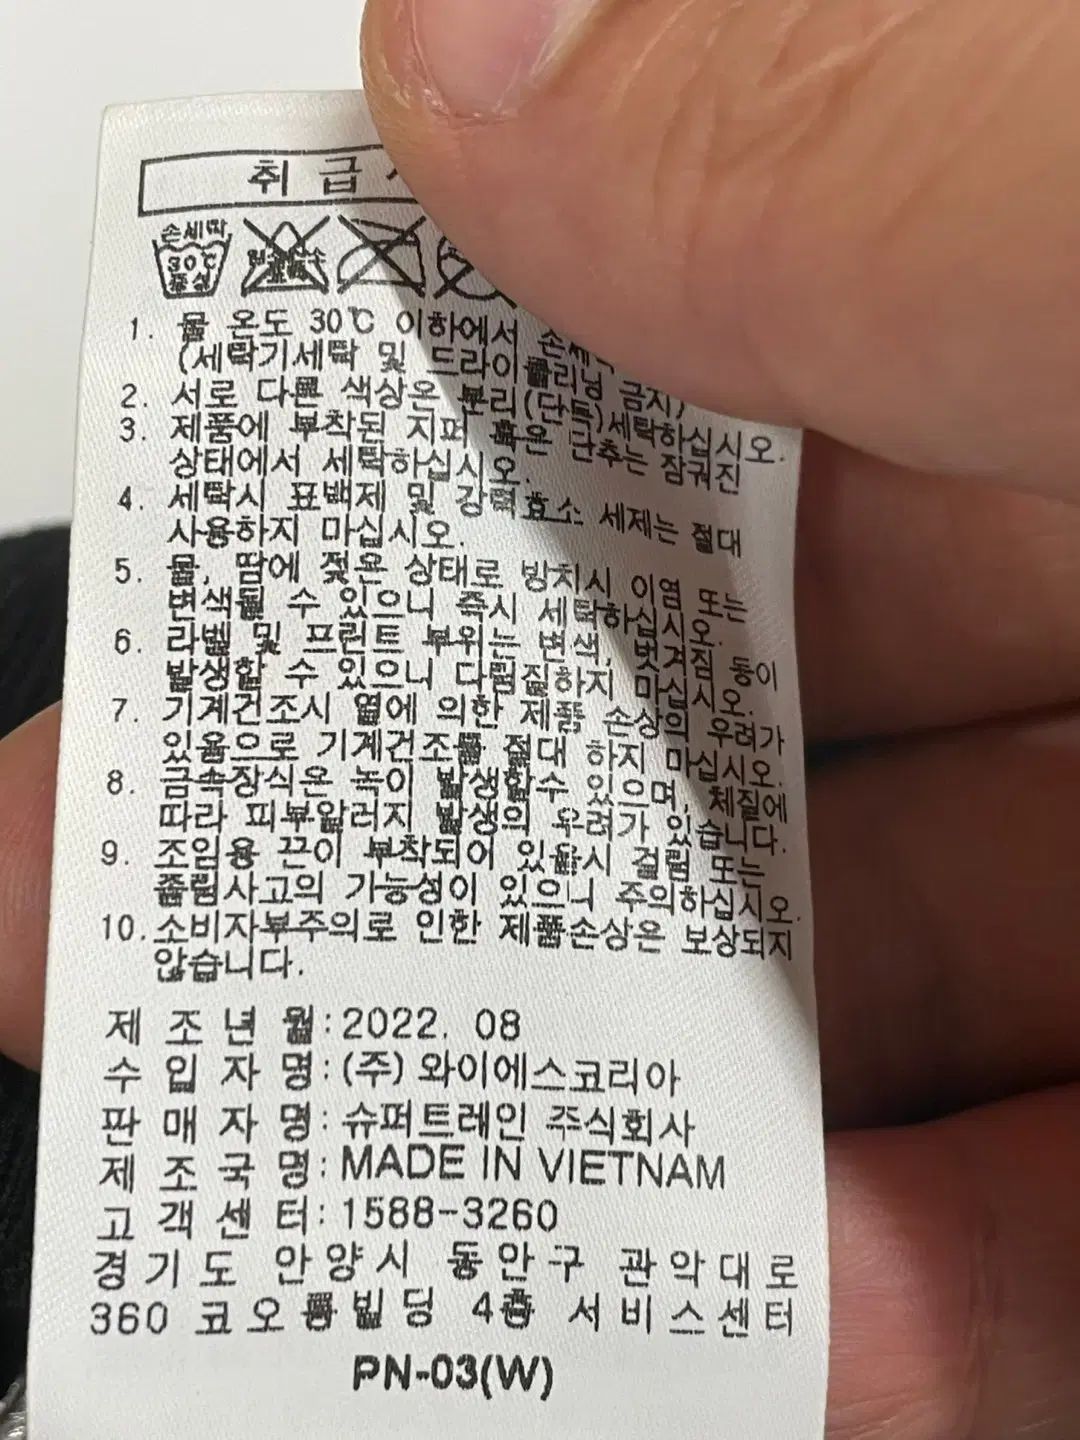 취 급
손세탁
30℃
중성
1. 물 온도 30℃ 이하에서 손세탁
(세탁기세탁 및 드라이클리닝 금지)
2. 서로 다른 색상은 분리(단독)세탁하십시오.
3. 제품에 부착된 지퍼 혹은 단추는 잠궈진
상태에서 세탁하십시오.
4. 세탁시 표백제 및 강력효소 세제는 절대
사용하지 마십시오.
5. 물, 땀에 젖은 상태로 방치시 이염 또는
변색될 수 있으니 즉시 세탁하십시오.
6. 라벨 및 프린트 부위는 변색, 벗겨짐 등이
발생할 수 있으니 다림질하지 마십시오.
7. 기계건조시 열에 의한 제품 손상의 우려가
있음으로 기계건조를 절대 하지 마십시오.
8. 금속장식은 녹이 발생할수 있으며, 체질에
따라 피부알러지 발생의 우려가 있습니다.
9. 조임용 끈이 부착되어 있을시 걸림 또는
쫄림사고의 가능성이 있으니 주의하십시오.
10. 소비자부주의로 인한 제품손상은 보상되지
않습니다.
제 조 년 월: 2022. 08
수 입 자 명: (주) 와이에스코리아
판 매 자 명: 슈퍼트레인 주식회사
제 조 국 명: MADE IN VIETNAM
고 객 센 터: 1588-3260
경기도 안양시 동안구 관악대로
360 코오롱빌딩 4층 서비스센터
PN-03(W)